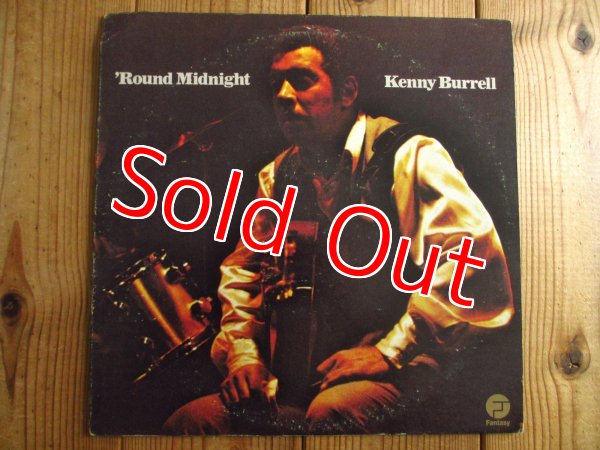 'Round Midnight
Kenny Burrell
Sold Out
Fantasy